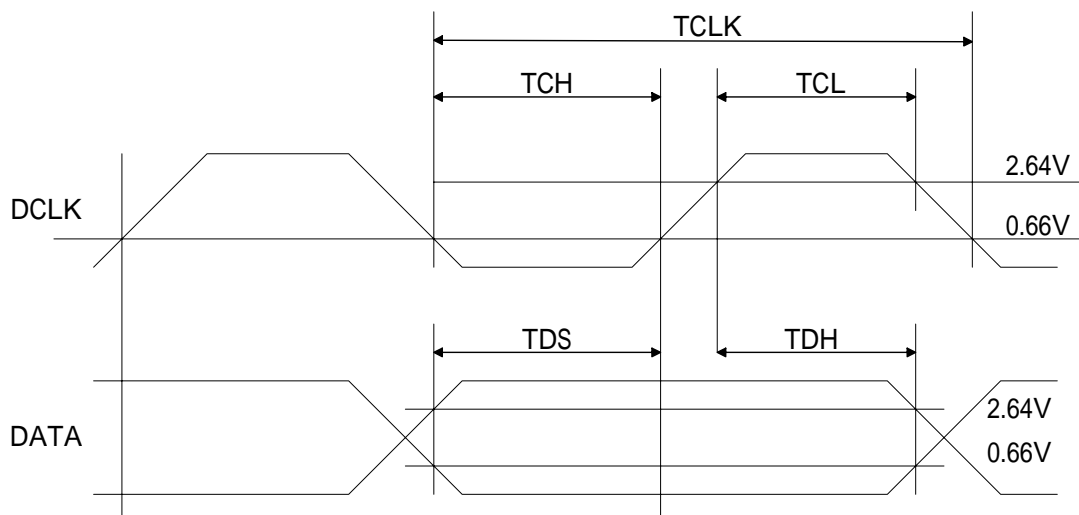 TCLK
TCH
TCL
2.64V
DCLK
0.66V
TDS
TDH
2.64V
DATA
0.66V